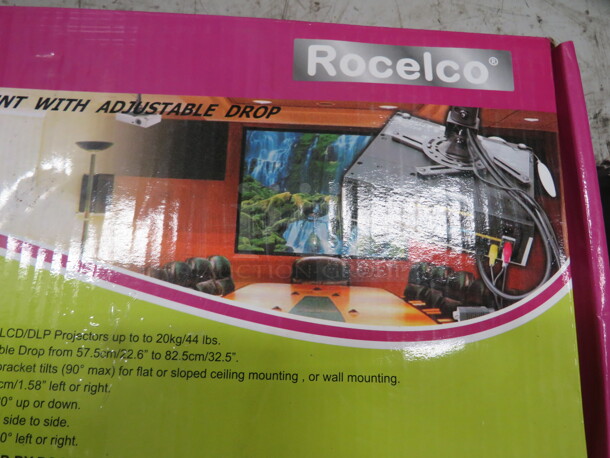 Rocelco®
NT WITH ADJUSTABLE DROP
LCD/DLP Projectors up to to 20kg/44 lbs.
ble Drop from 57.5cm/22.6" to 82.5cm/32.5".
bracket tilts (90° max) for flat or sloped ceiling mounting , or wall mounting.
cm/1.58" left or right.
0° up or down.
side to side.
0° left or right.